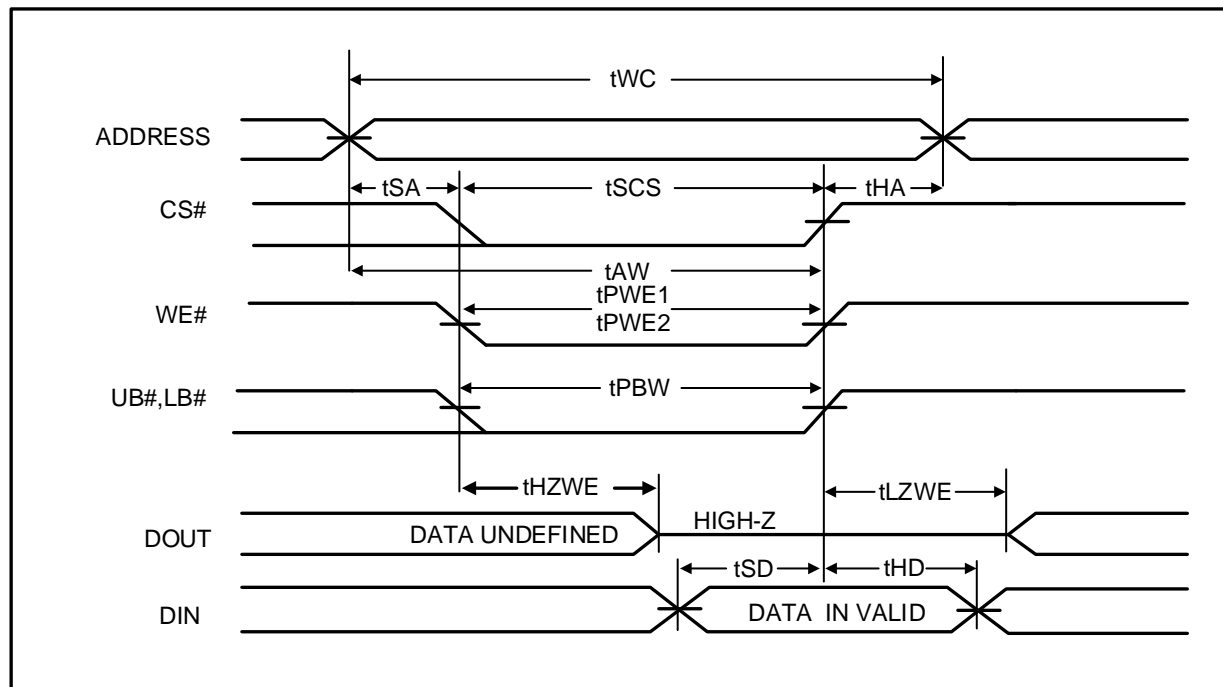 tWC
ADDRESS
tSA
tSCS
tHA
CS#
tAW
tPWE1
WE#
tPWE2
tPBW
UB#,LB#
tHZWE
tLZWE
DOUT
DATA UNDEFINED
HIGH-Z
tSD
tHD
DIN
DATA IN VALID